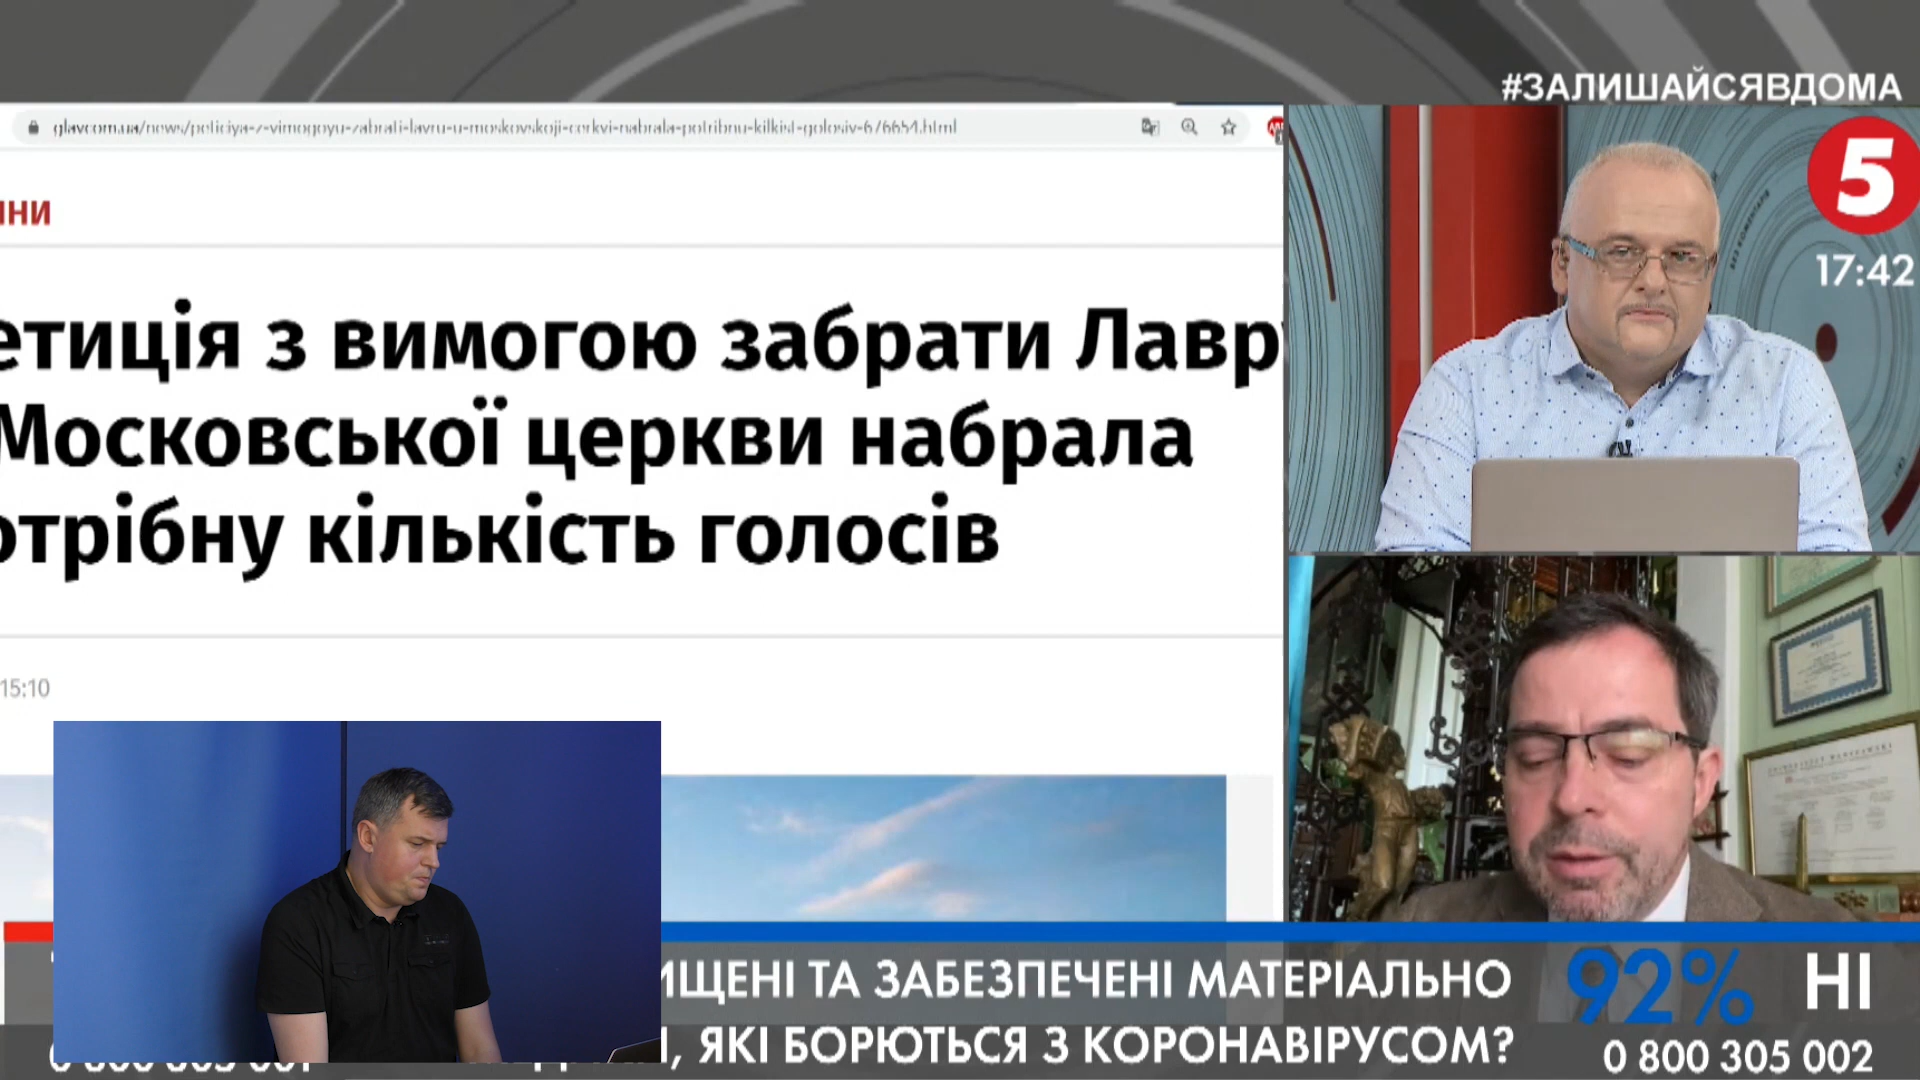 #ЗАЛИШАЙСЯВДОМА
glavcom.ua/news/peticiya-z-vimogoyu-zabrati-lavru-u-moskovskoji-cerkvi-nabrala-potribnu-kilkist-golosiv-676654.html
5
17:42
ини
етиція з вимогою забрати Лавру
Московської церкви набрала
отрібну кількість голосів
15:10
ИЩЕНІ ТА ЗАБЕЗПЕЧЕНІ МАТЕРІАЛЬНО
92% НІ
, ЯКІ БОРЮТЬСЯ З КОРОНАВІРУСОМ?
0 800 305 002